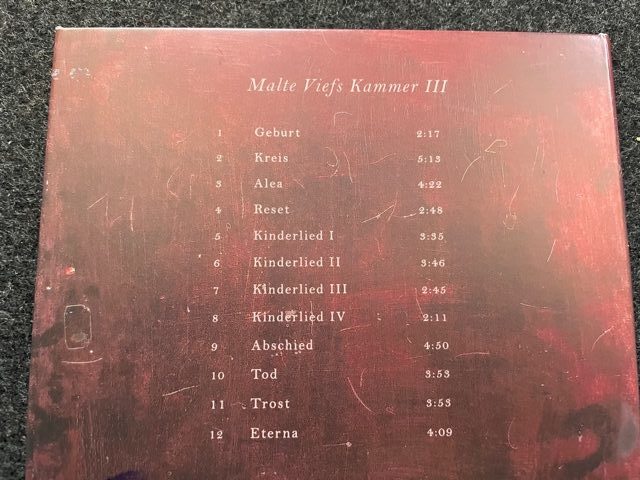 Malte Viefs Kammer III
1 Geburt 2:17
2 Kreis 5:13
3 Alea 4:22
4 Reset 2:48
5 Kinderlied I 3:35
6 Kinderlied II 3:46
7 Kinderlied III 2:45
8 Kinderlied IV 2:11
9 Abschied 4:50
10 Tod 3:53
11 Trost 3:53
12 Eterna 4:09